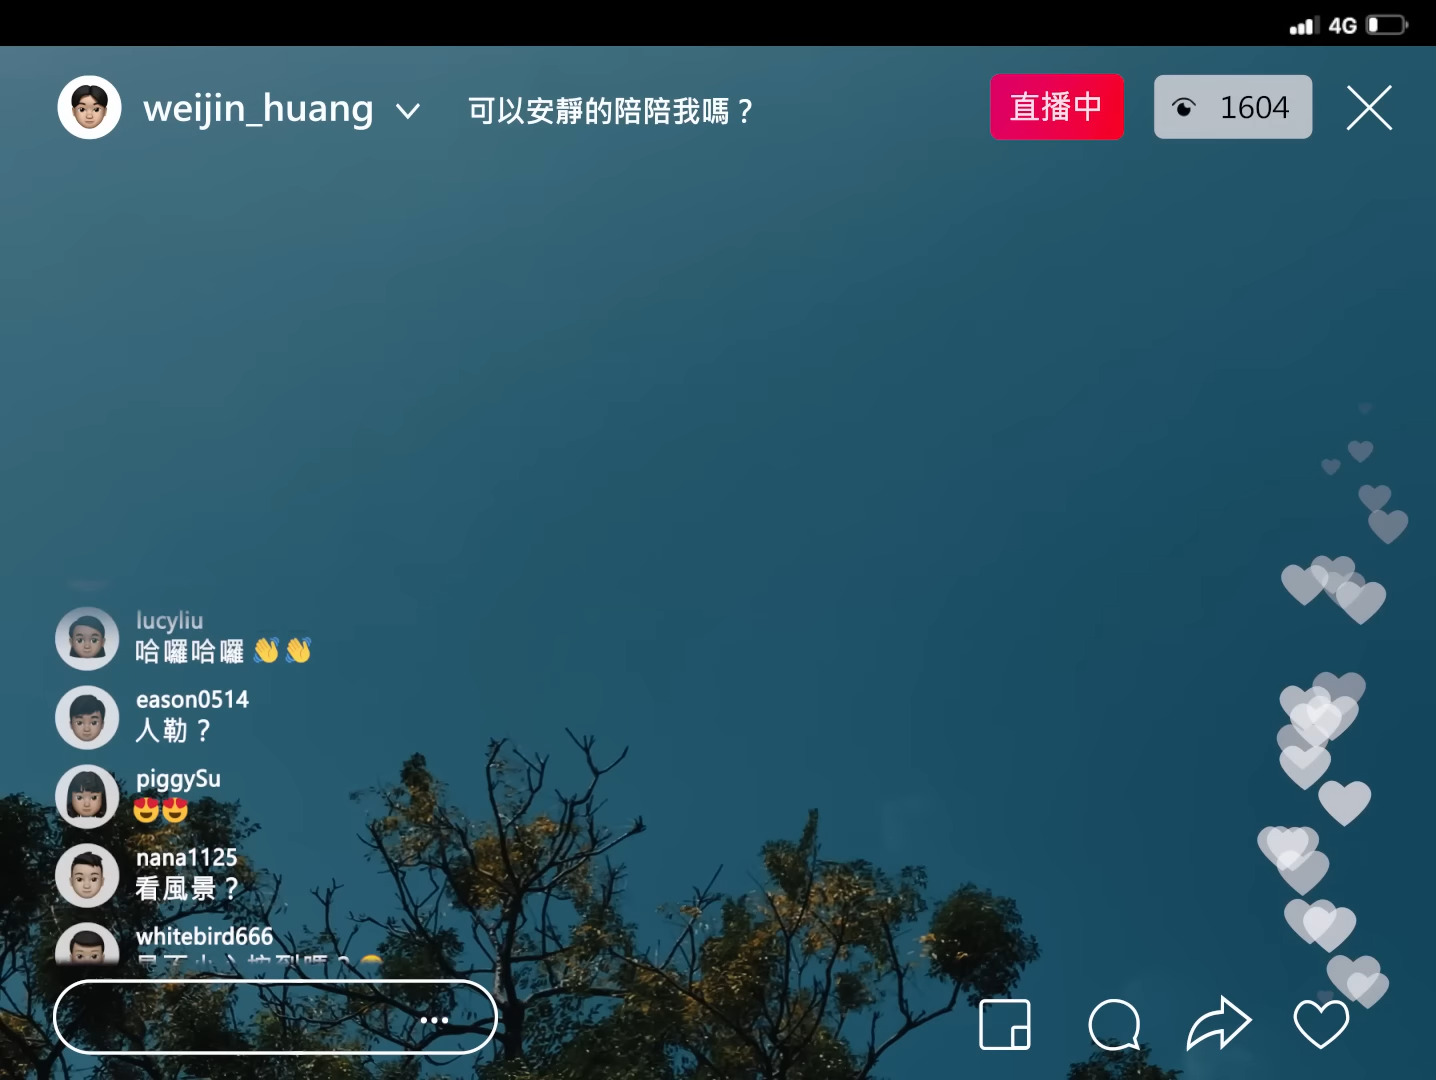 4G
weijin_huang 可以安靜的陪陪我嗎？ 直播中 1604
lucyliu
哈囉哈囉 👋👋
eason0514
人勒？
piggySu
😍😍
nana1125
看風景？
whitebird666